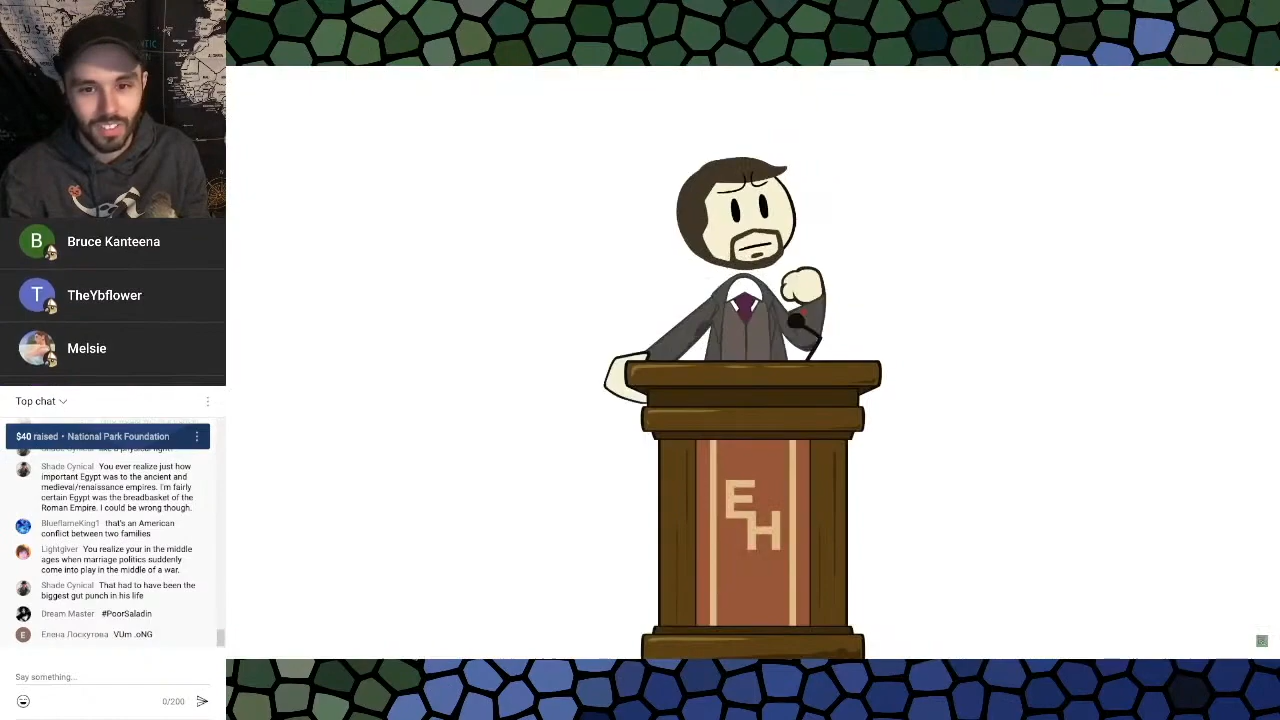 USA
NTIC
Bruce Kanteena
TheYbflower
Melsie
Top chat
$40 raised • National Park Foundation
Shade Cynical You ever realize just how
important Egypt was to the ancient and
medieval/renaissance empires. I'm fairly
certain Egypt was the breadbasket of the
Roman Empire. I could be wrong though.
BlueflameKing1 that's an American
conflict between two families
Lightgiver You realize your in the middle
ages when marriage politics suddenly
come into play in the middle of a war.
Shade Cynical That had to have been the
biggest gut punch in his life
Dream Master #PoorSaladin
Елена Лоскутова VUm .oNG
Say something...
0/200
B
T
E
EH